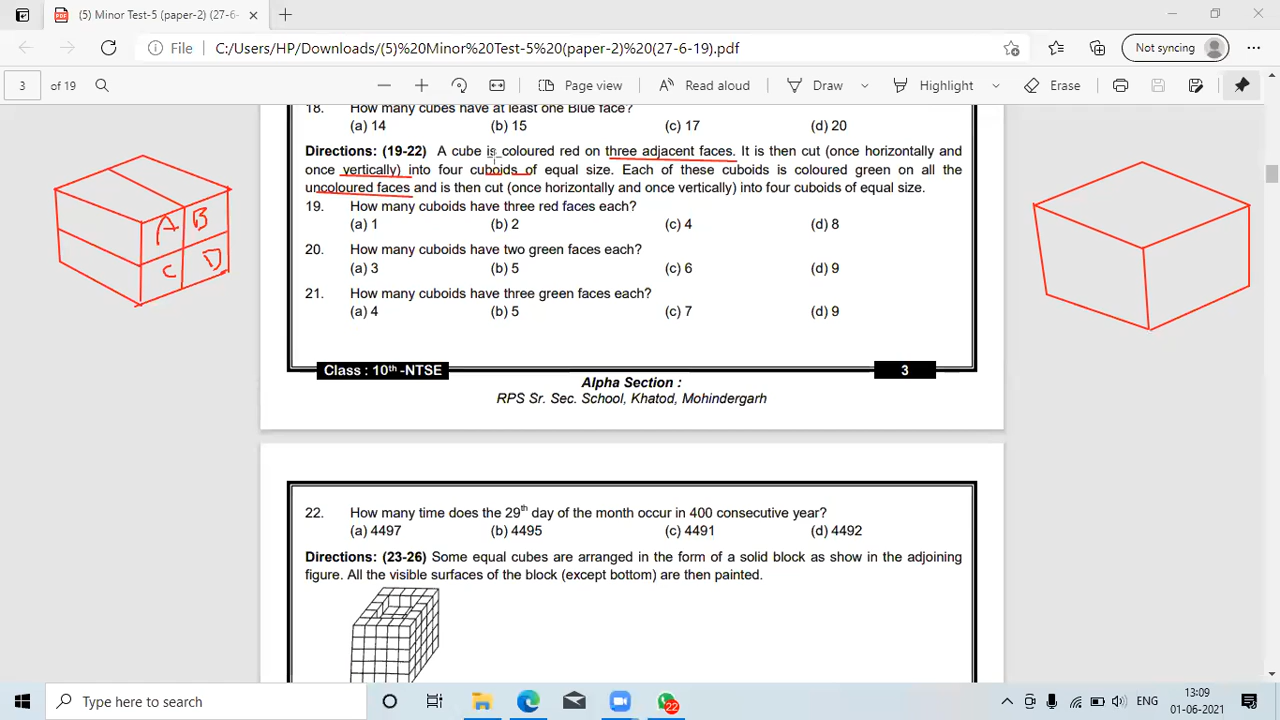 (5) Minor Test-5 (paper-2) (27-6-
File
C:/Users/HP/Downloads/(5)%20Minor%20Test-5%20(paper-2)%20(27-6-19).pdf
Not syncing
3 of 19
Page view
Read aloud
Draw
Highlight
Erase
18. How many cubes have at least one Blue face?
(a) 14 (b) 15 (c) 17 (d) 20
Directions: (19-22) A cube is coloured red on three adjacent faces. It is then cut (once horizontally and
once vertically) into four cuboids of equal size. Each of these cuboids is coloured green on all the
uncoloured faces and is then cut (once horizontally and once vertically) into four cuboids of equal size.
19. How many cuboids have three red faces each?
(a) 1 (b) 2 (c) 4 (d) 8
20. How many cuboids have two green faces each?
(a) 3 (b) 5 (c) 6 (d) 9
21. How many cuboids have three green faces each?
(a) 4 (b) 5 (c) 7 (d) 9
A B
C D
Class : 10th -NTSE
3
Alpha Section :
RPS Sr. Sec. School, Khatod, Mohindergarh
22. How many time does the 29th day of the month occur in 400 consecutive year?
(a) 4497 (b) 4495 (c) 4491 (d) 4492
Directions: (23-26) Some equal cubes are arranged in the form of a solid block as show in the adjoining
figure. All the visible surfaces of the block (except bottom) are then painted.
Type here to search
22
ENG
13:09
01-06-2021